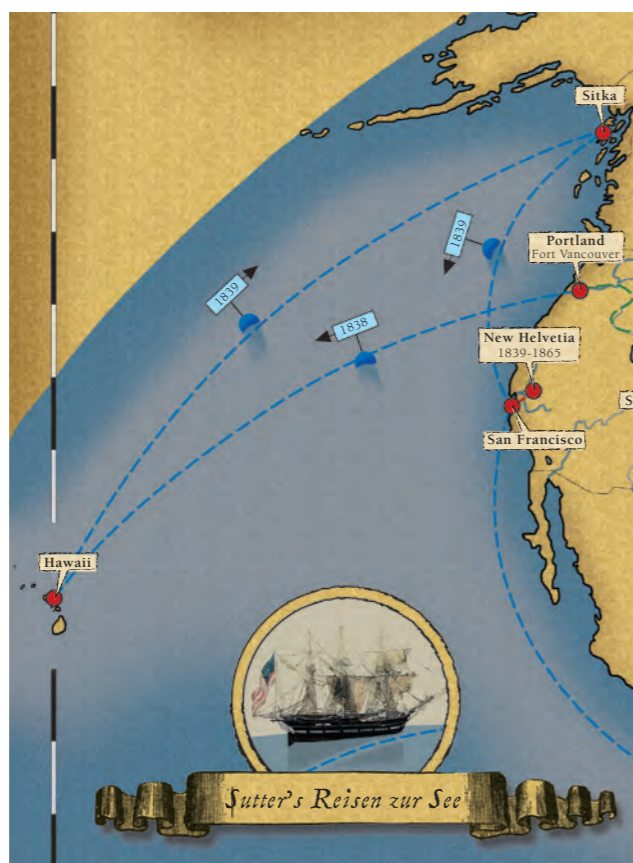 Sitka
1839
Portland
Fort Vancouver
1839
1838
New Helvetia
1839-1865
S
San Francisco
Hawaii
Sutter's Reisen zur See